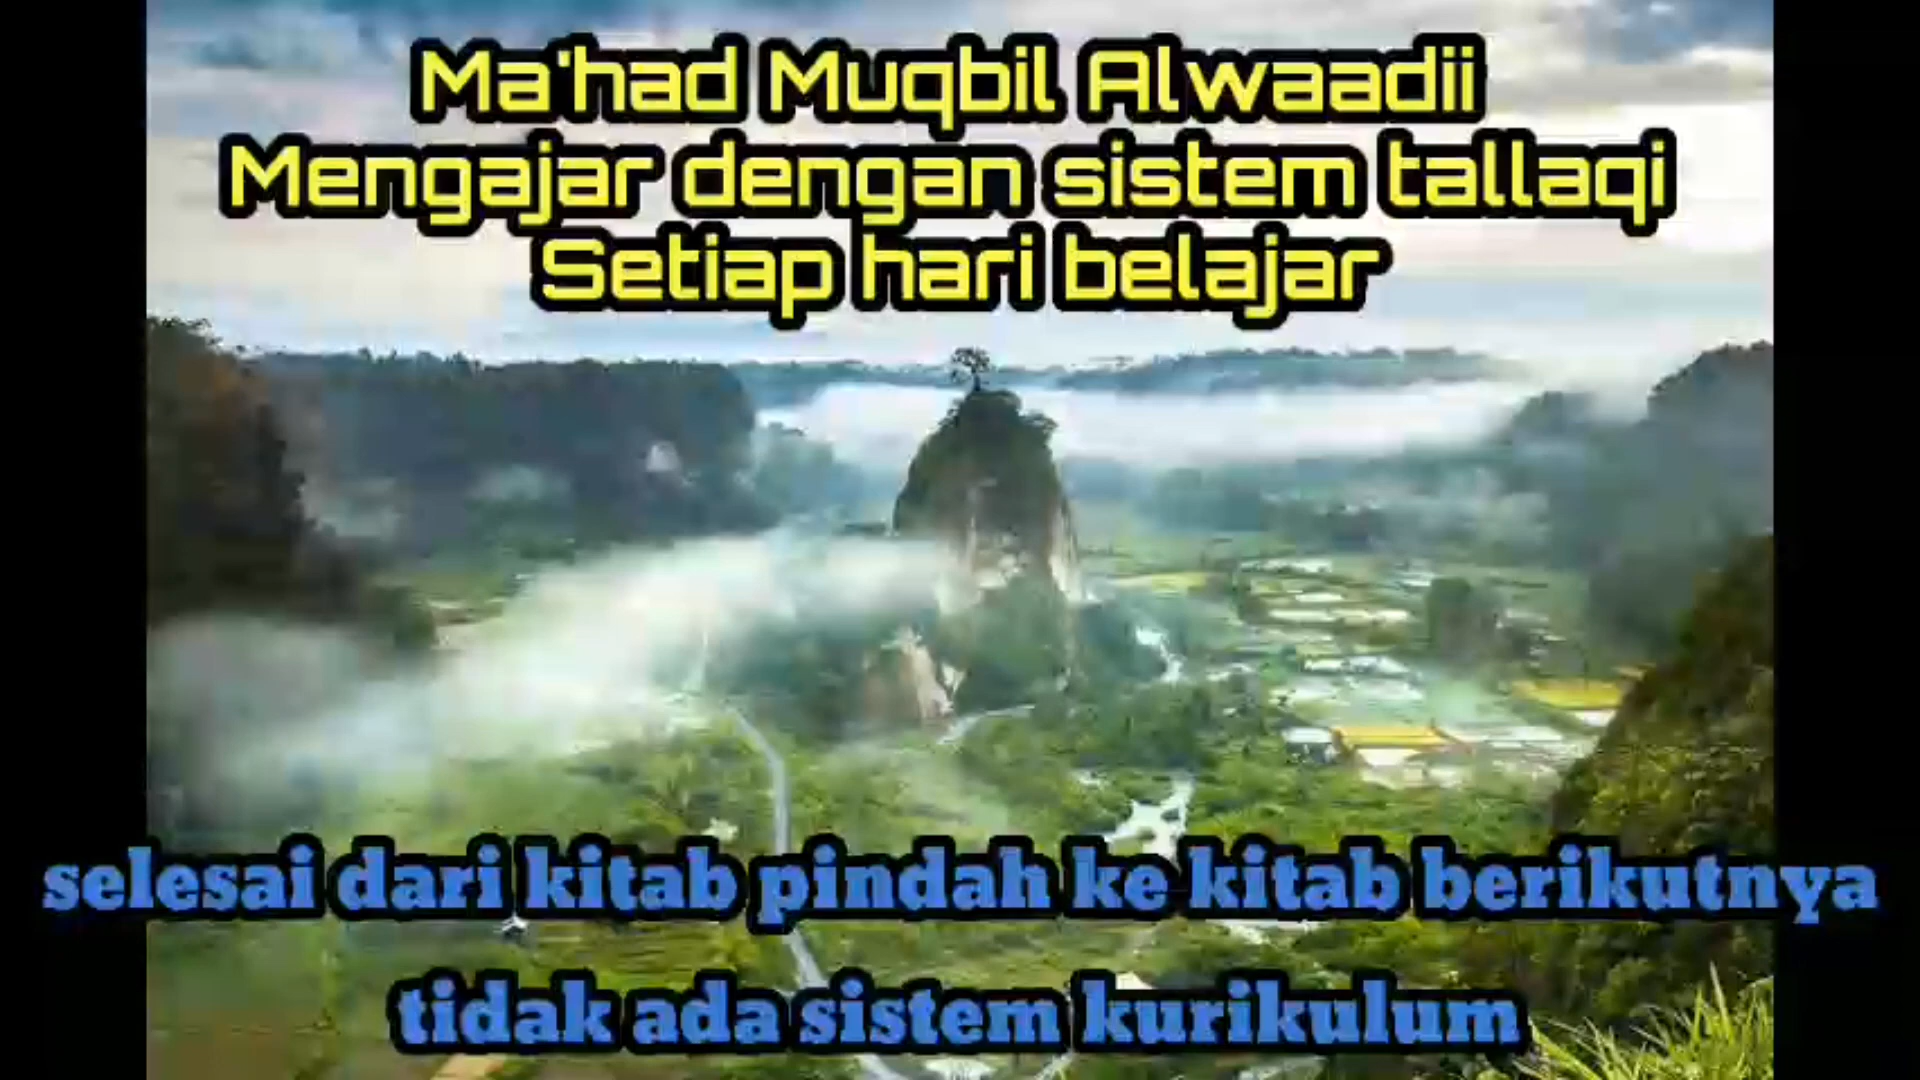 Ma'had Muqbil Alwaadii
Mengajar dengan sistem tallaqi
Setiap hari belajar
selesai dari kitab pindah ke kitab berikutnya
tidak ada sistem kurikulum